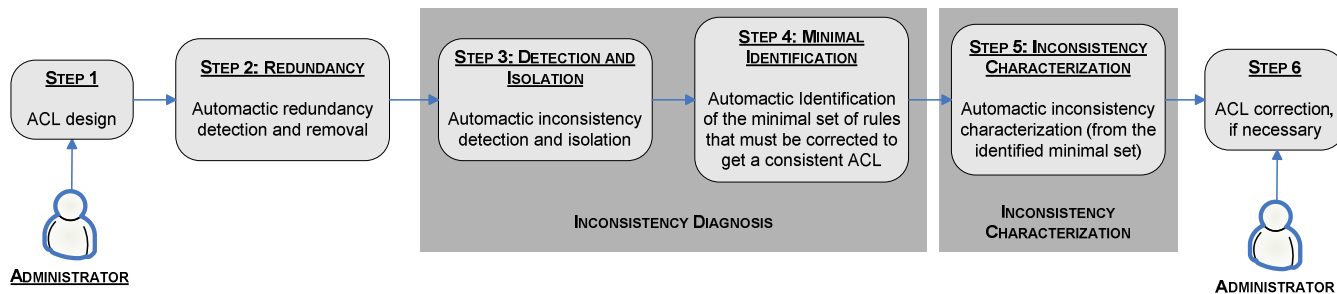 STEP 1
ACL design
ADMINISTRATOR
STEP 2: REDUNDANCY
Automactic redundancy
detection and removal
STEP 3: DETECTION AND
ISOLATION
Automactic inconsistency
detection and isolation
STEP 4: MINIMAL
IDENTIFICATION
Automactic Identification
of the minimal set of rules
that must be corrected to
get a consistent ACL
INCONSISTENCY DIAGNOSIS
STEP 5: INCONSISTENCY
CHARACTERIZATION
Automactic inconsistency
characterization (from the
identified minimal set)
INCONSISTENCY
CHARACTERIZATION
STEP 6
ACL correction,
if necessary
ADMINISTRATOR